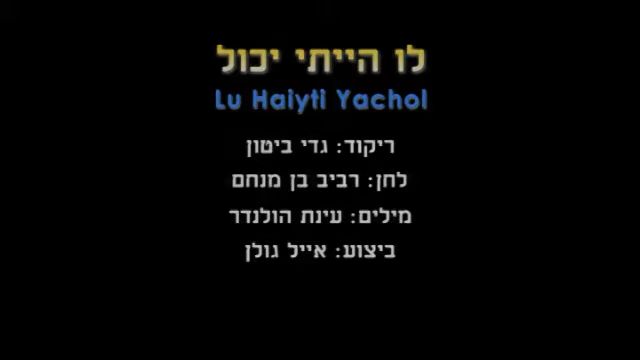 לו הייתי יכול
Lu Haiyti Yachol
ריקוד: גדי ביטון
לחן: רביב בן מנחם
מילים: עינת הולנדר
ביצוע: אייל גולן